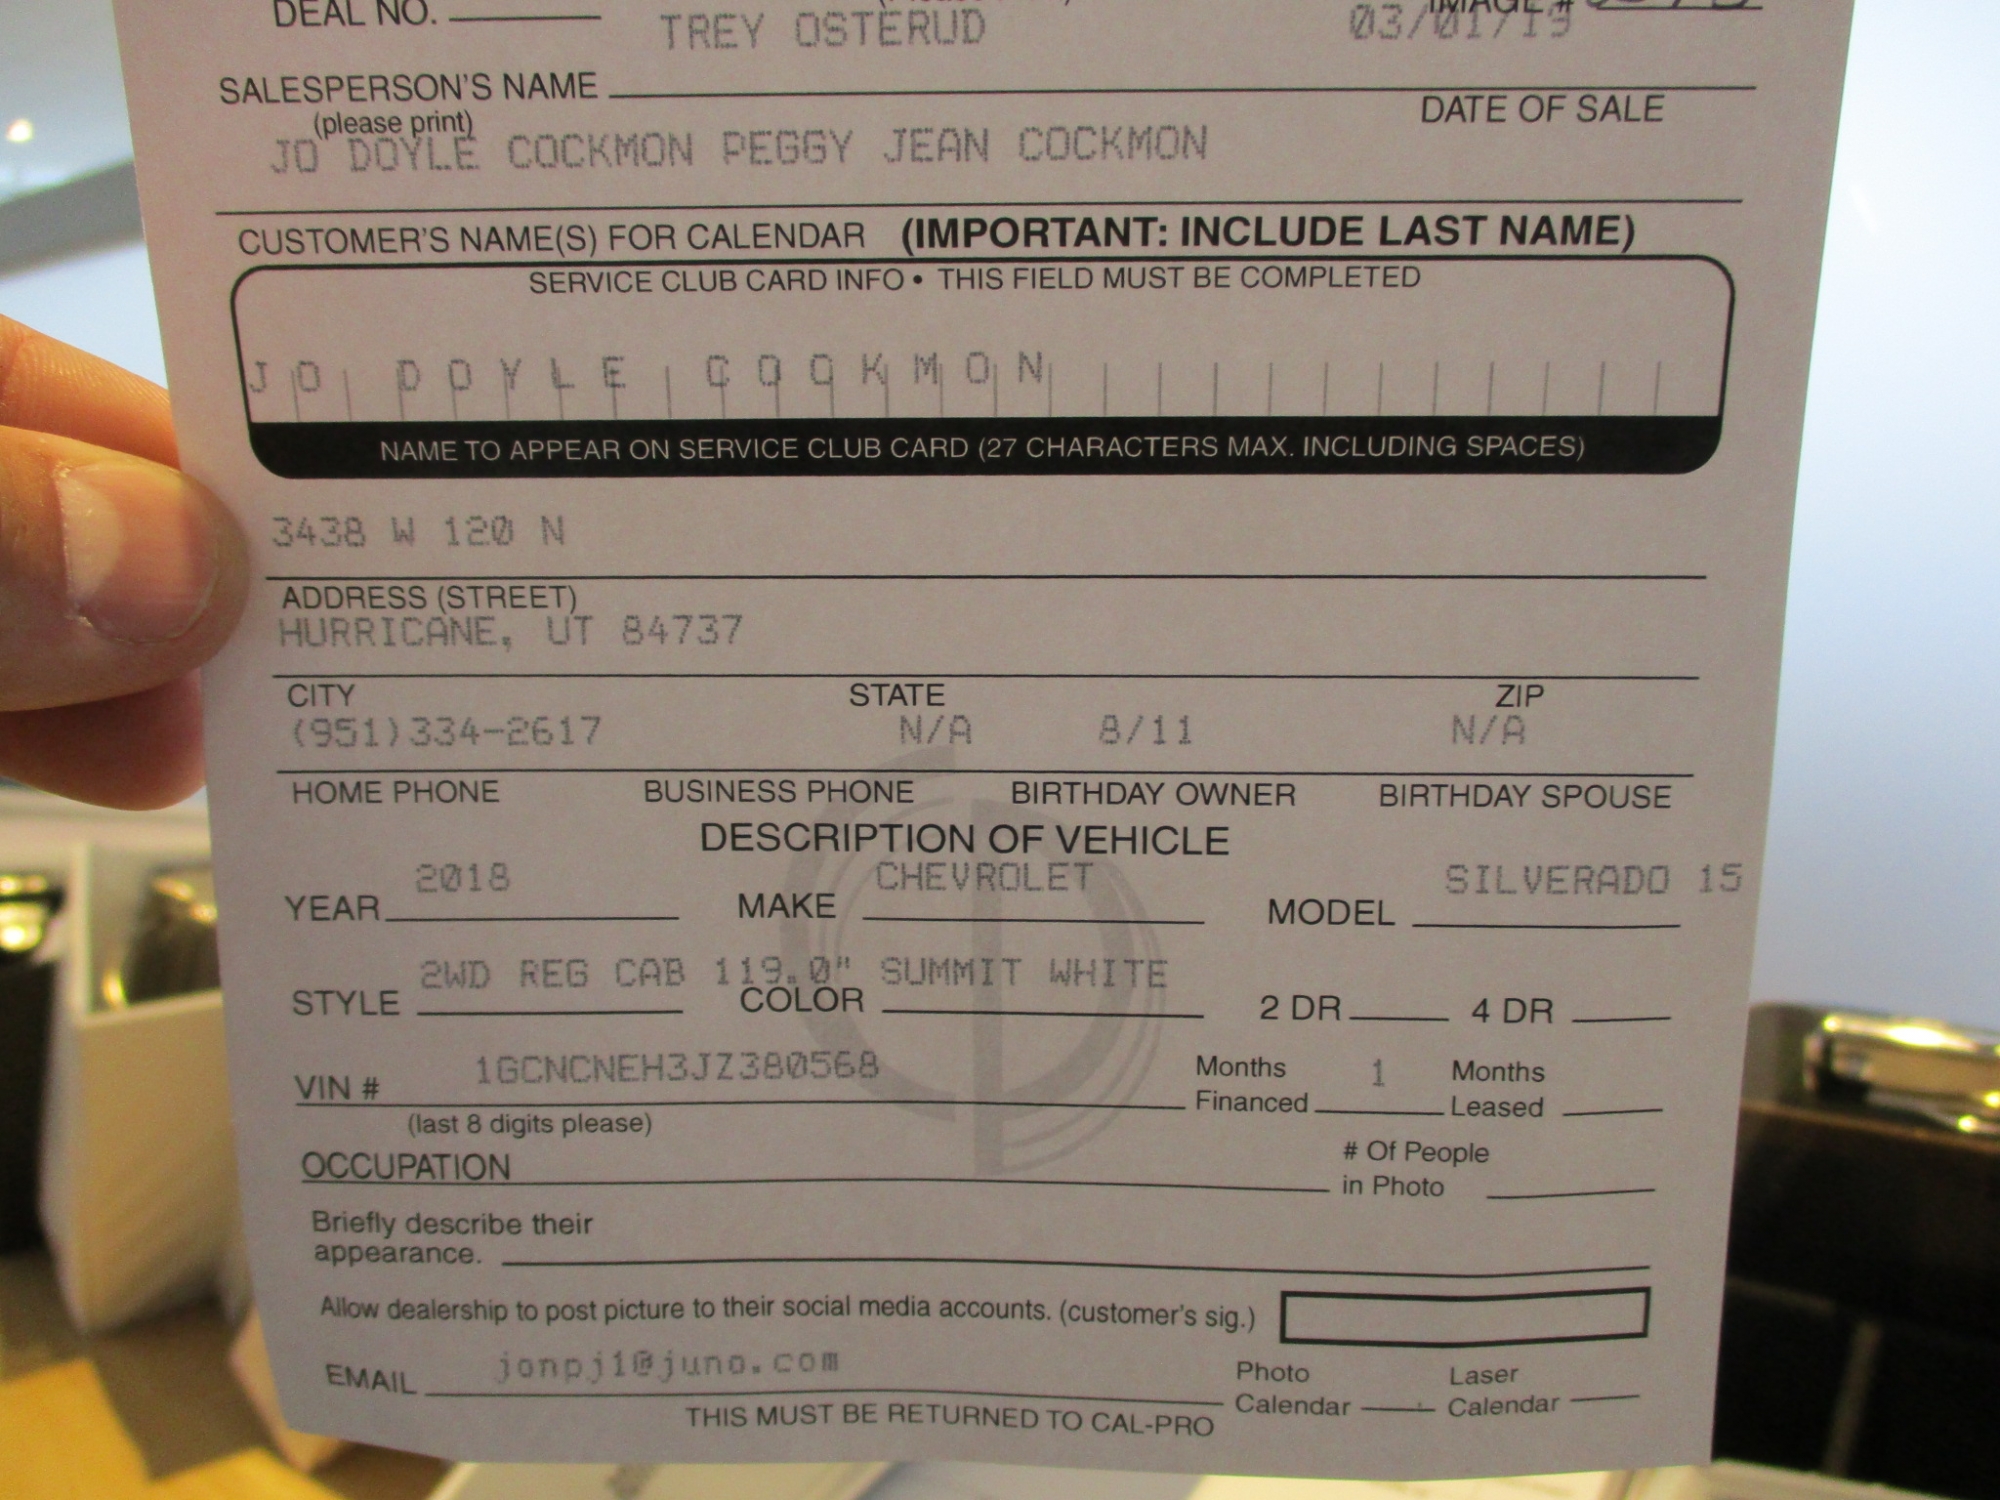 DEAL NO.
TREY OSTERUD 03/01/19
SALESPERSON'S NAME
(please print) DATE OF SALE
JO DOYLE COCKMON PEGGY JEAN COCKMON
CUSTOMER'S NAME(S) FOR CALENDAR (IMPORTANT: INCLUDE LAST NAME)
SERVICE CLUB CARD INFO • THIS FIELD MUST BE COMPLETED
JO DOYLE COCKMON
NAME TO APPEAR ON SERVICE CLUB CARD (27 CHARACTERS MAX. INCLUDING SPACES)
3438 W 120 N
ADDRESS (STREET)
HURRICANE, UT 84737
CITY STATE ZIP
(951)334-2617 N/A 8/11 N/A
HOME PHONE BUSINESS PHONE BIRTHDAY OWNER BIRTHDAY SPOUSE
DESCRIPTION OF VEHICLE
2018 CHEVROLET SILVERADO 15
YEAR MAKE MODEL
2WD REG CAB 119.0" SUMMIT WHITE
STYLE COLOR 2 DR 4 DR
1GCNCNEH3JZ380568 Months 1 Months
VIN # Financed Leased
(last 8 digits please)
OCCUPATION # Of People
in Photo
Briefly describe their
appearance.
Allow dealership to post picture to their social media accounts. (customer's sig.)
jonpj1@juno.com Photo Laser
EMAIL Calendar Calendar
THIS MUST BE RETURNED TO CAL-PRO